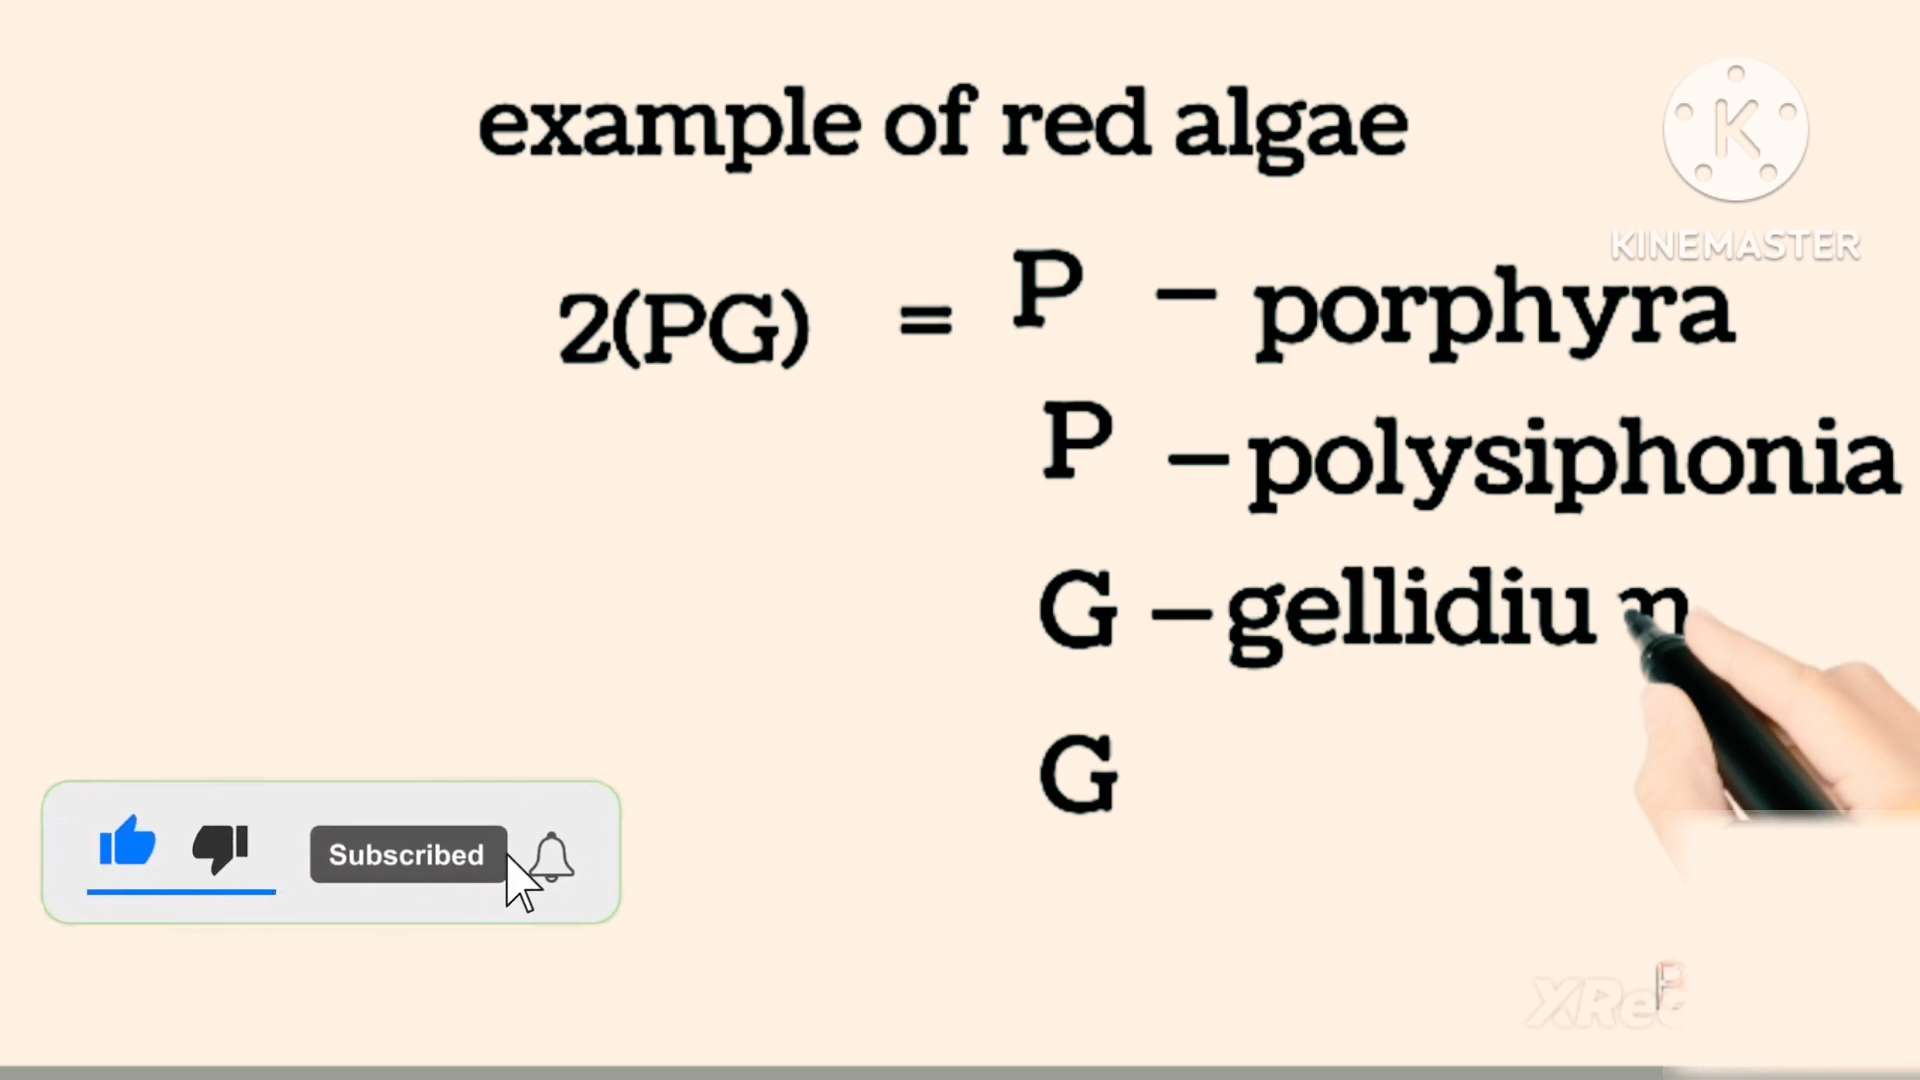 example of red algae
K
KINEMASTER
2(PG) = P – porphyra
P – polysiphonia
G – gellidiu
G
Subscribed